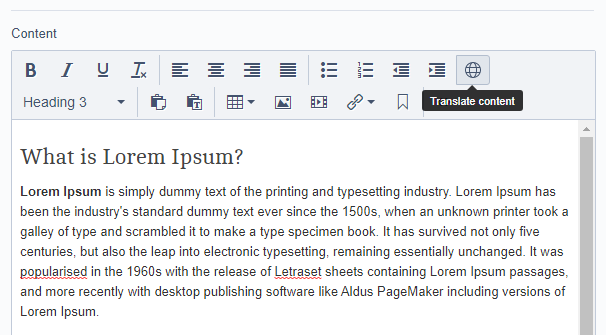 Content
B I U Tx
Heading 3
Translate content
What is Lorem Ipsum?
Lorem Ipsum is simply dummy text of the printing and typesetting industry. Lorem Ipsum has
been the industry's standard dummy text ever since the 1500s, when an unknown printer took a
galley of type and scrambled it to make a type specimen book. It has survived not only five
centuries, but also the leap into electronic typesetting, remaining essentially unchanged. It was
popularised in the 1960s with the release of Letraset sheets containing Lorem Ipsum passages,
and more recently with desktop publishing software like Aldus PageMaker including versions of
Lorem Ipsum.